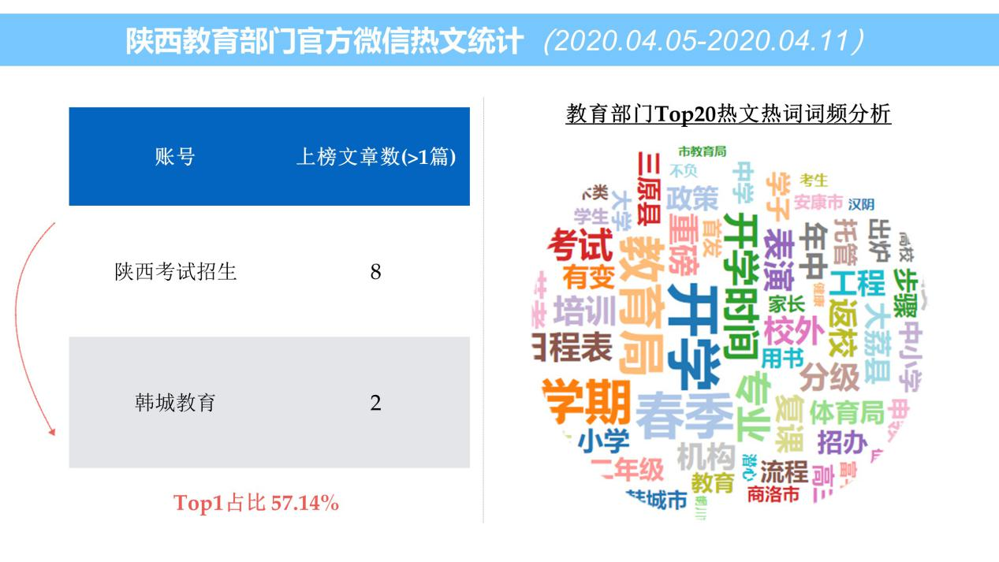 陕西教育部门官方微信热文统计（2020.04.05-2020.04.11）
账号 上榜文章数(>1篇)
陕西考试招生 8
韩城教育 2
Top1占比 57.14%
教育部门Top20热文热词词频分析
市教育局
三原县
不负
中学
学子
考生
大学
政策
安康市
汉阴
学生
考试
教育局
重磅
首发
开学时间
表演
年中
托管
出炉
高校
有变
开学
家长
健康
工程
步骤
培训
校外
返校
大荔县
中小学
日程表
用书
分级
学期
春季
专业
复课
体育局
小学
机构
招办
二年级
教育
潜心
流程
高三
韩城市
商洛市